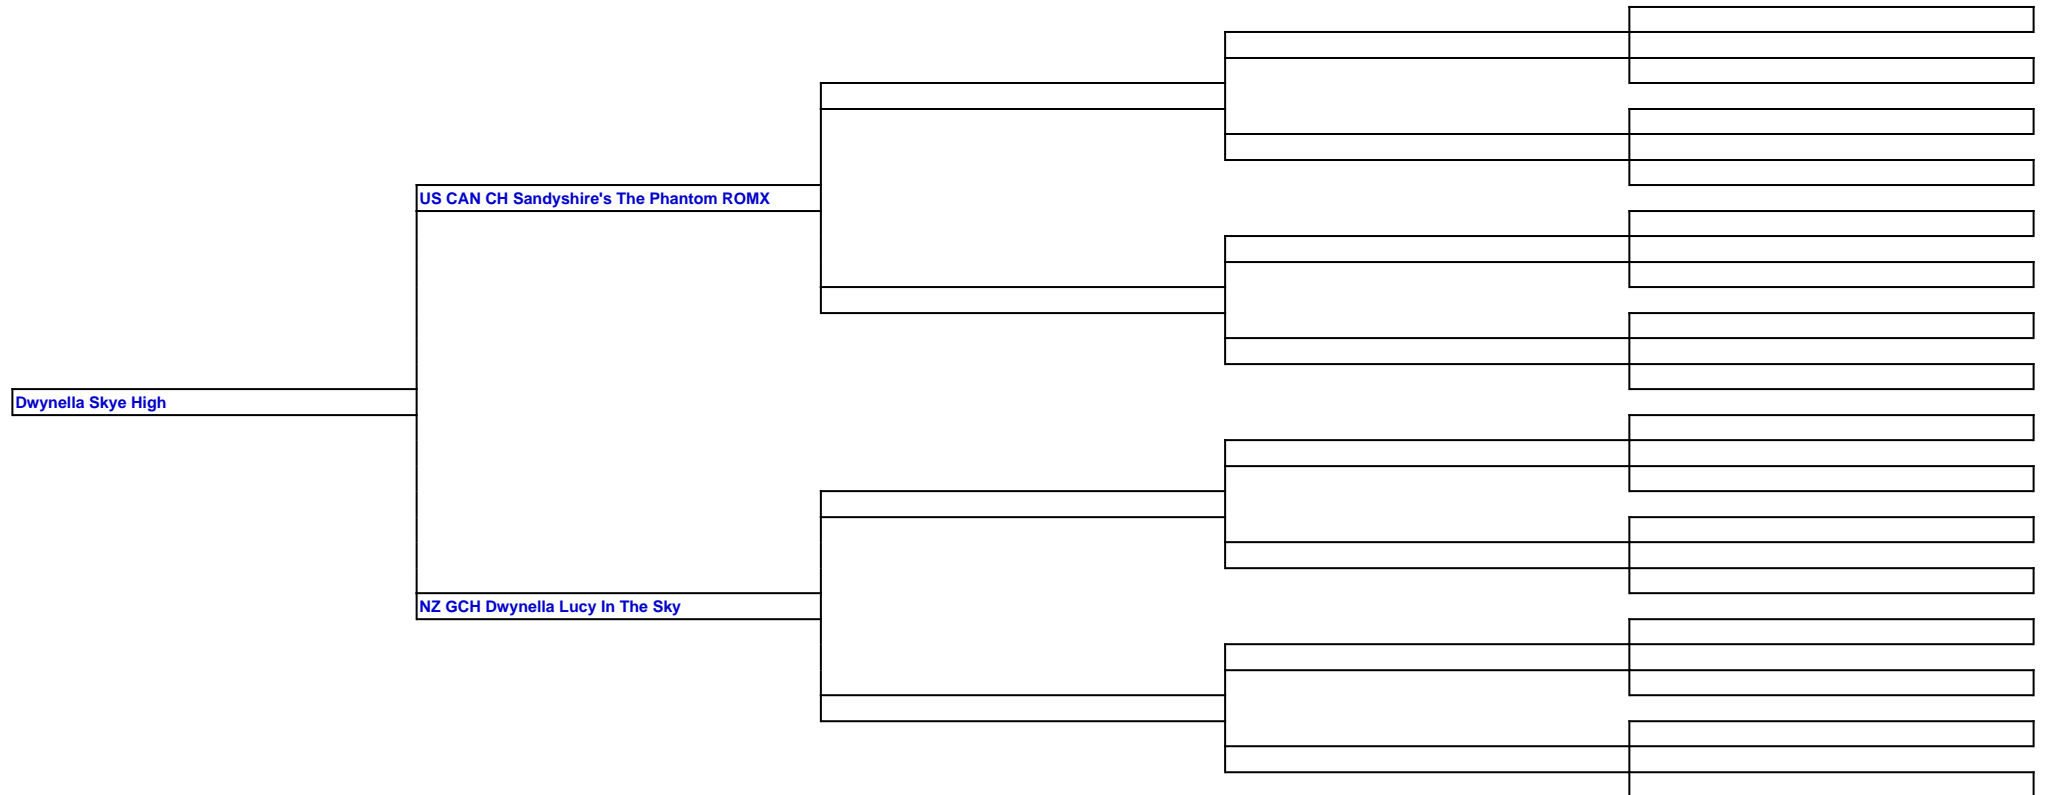 US CAN CH Sandyshire's The Phantom ROMX
Dwynella Skye High
NZ GCH Dwynella Lucy In The Sky